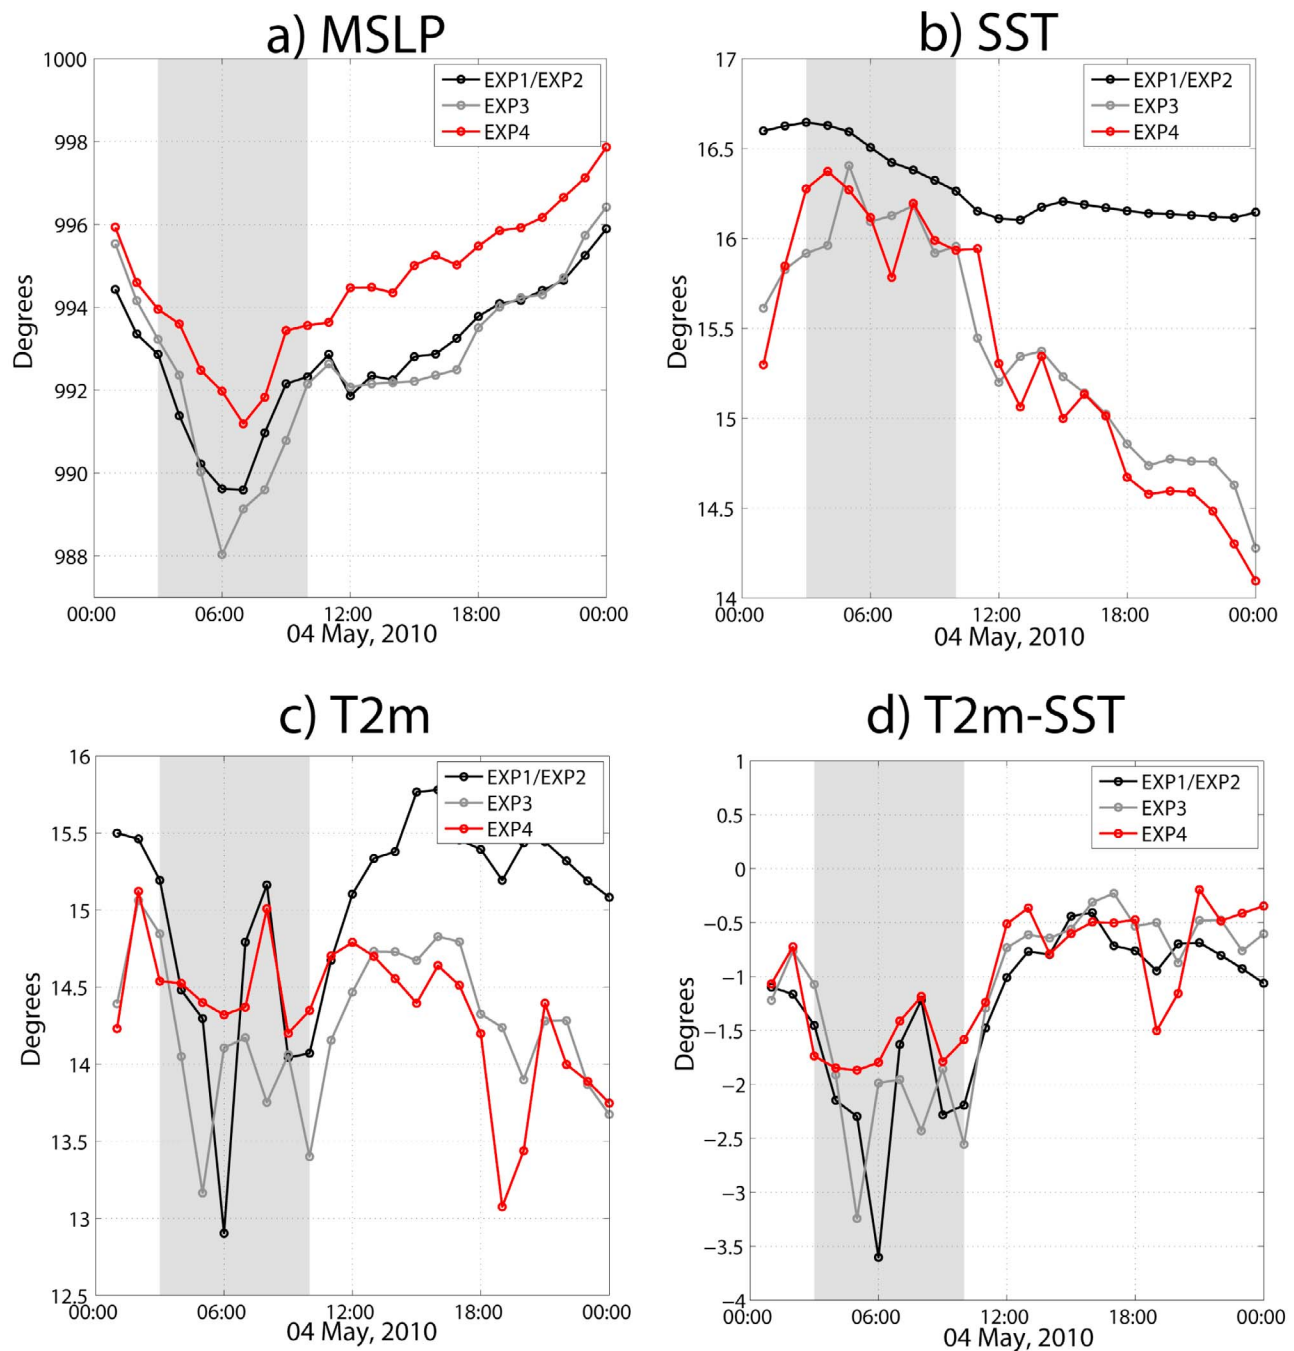 a) MSLP
1000
998
996
994
992
990
988
Degrees
EXP1/EXP2
EXP3
EXP4
00:00 06:00 12:00 18:00 00:00
04 May, 2010
b) SST
17
16.5
16
15.5
15
14.5
14
Degrees
EXP1/EXP2
EXP3
EXP4
00:00 06:00 12:00 18:00 00:00
04 May, 2010
c) T2m
16
15.5
15
14.5
14
13.5
13
12.5
Degrees
EXP1/EXP2
EXP3
EXP4
00:00 06:00 12:00 18:00 00:00
04 May, 2010
d) T2m-SST
1
0.5
0
−0.5
−1
−1.5
−2
−2.5
−3
−3.5
−4
Degrees
EXP1/EXP2
EXP3
EXP4
00:00 06:00 12:00 18:00 00:00
04 May, 2010